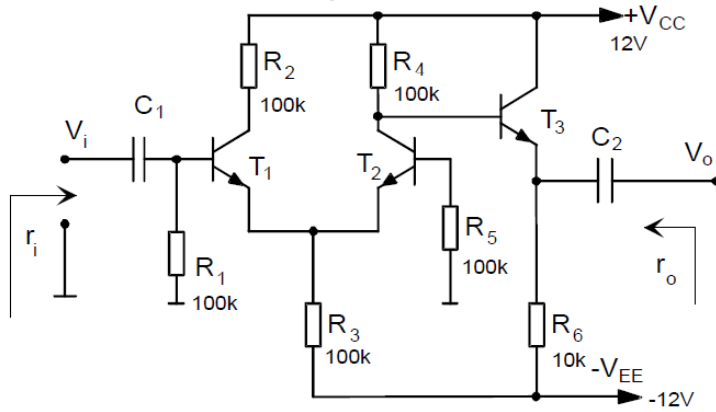 +V_CC
12V
R_2
100k
R_4
100k
C_1
V_i
T_1
T_2
T_3
C_2
V_o
r_i
R_1
100k
R_5
100k
r_o
R_3
100k
R_6
10k
-V_EE
-12V